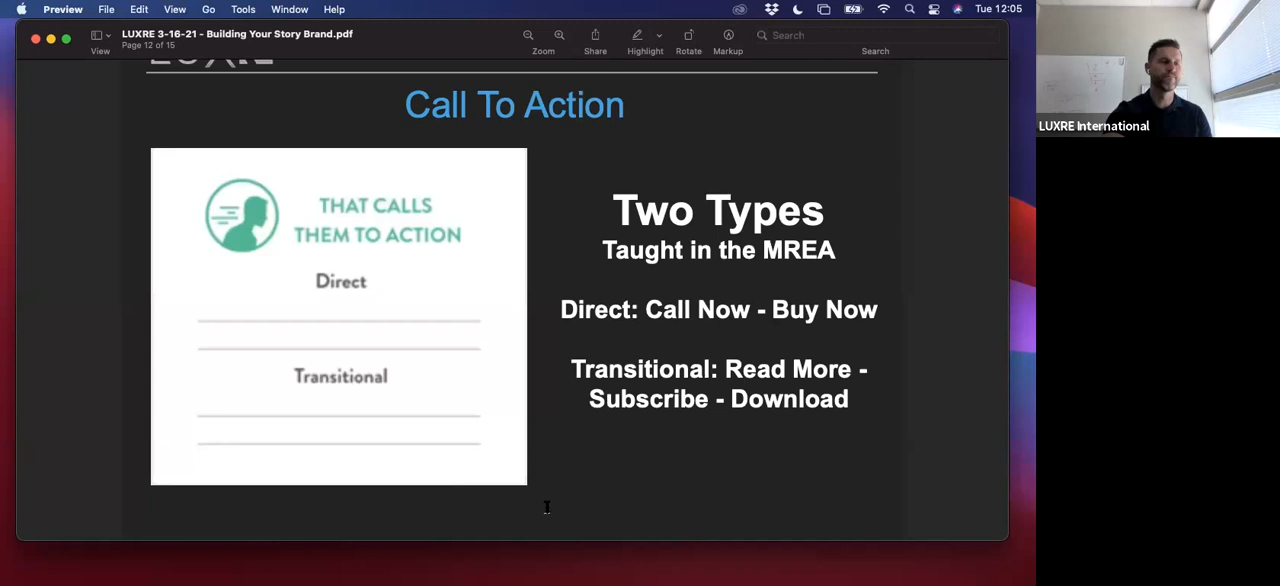 Preview File Edit View Go Tools Window Help Tue 12:05
LUXRE 3-16-21 - Building Your Story Brand.pdf
Page 12 of 15
View Zoom Share Highlight Rotate Markup Search
Search
Call To Action
THAT CALLS
THEM TO ACTION
Direct
Transitional
Two Types
Taught in the MREA
Direct: Call Now - Buy Now
Transitional: Read More -
Subscribe - Download
LUXRE International